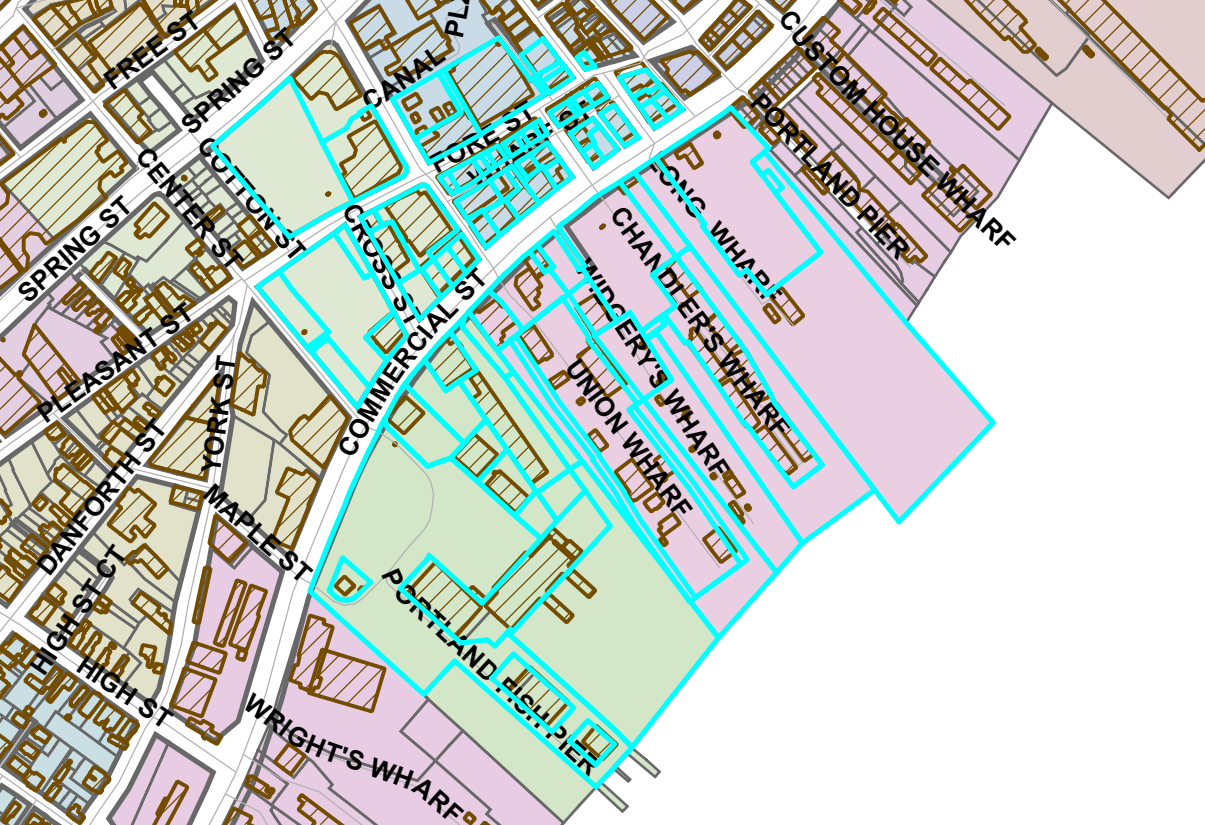 FREE ST
SPRING ST
CANAL
PLA
CUSTOM HOUSE WHARF
PORTLAND PIER
FORE ST
COTTON ST
CENTER ST
CROSS ST
LONG WHARF
CHANDLER'S WHARF
WIDGERY'S WHARF
UNION WHARF
COMMERCIAL ST
SPRING ST
PLEASANT ST
YORK ST
DANFORTH ST
MAPLE ST
HIGH ST CT
HIGH ST
PORTLAND FISH PIER
WRIGHT'S WHARF